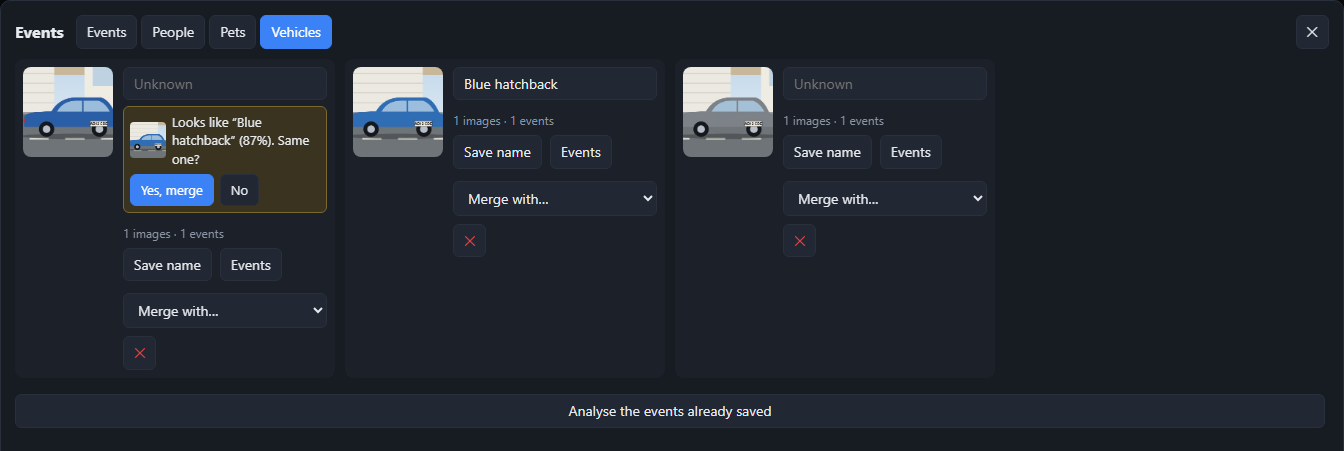 Events
Events
People
Pets
Vehicles
Unknown
Looks like “Blue
hatchback” (87%). Same
one?
Yes, merge
No
1 images · 1 events
Save name
Events
Merge with...
Blue hatchback
1 images · 1 events
Save name
Events
Merge with...
Unknown
1 images · 1 events
Save name
Events
Merge with...
Analyse the events already saved